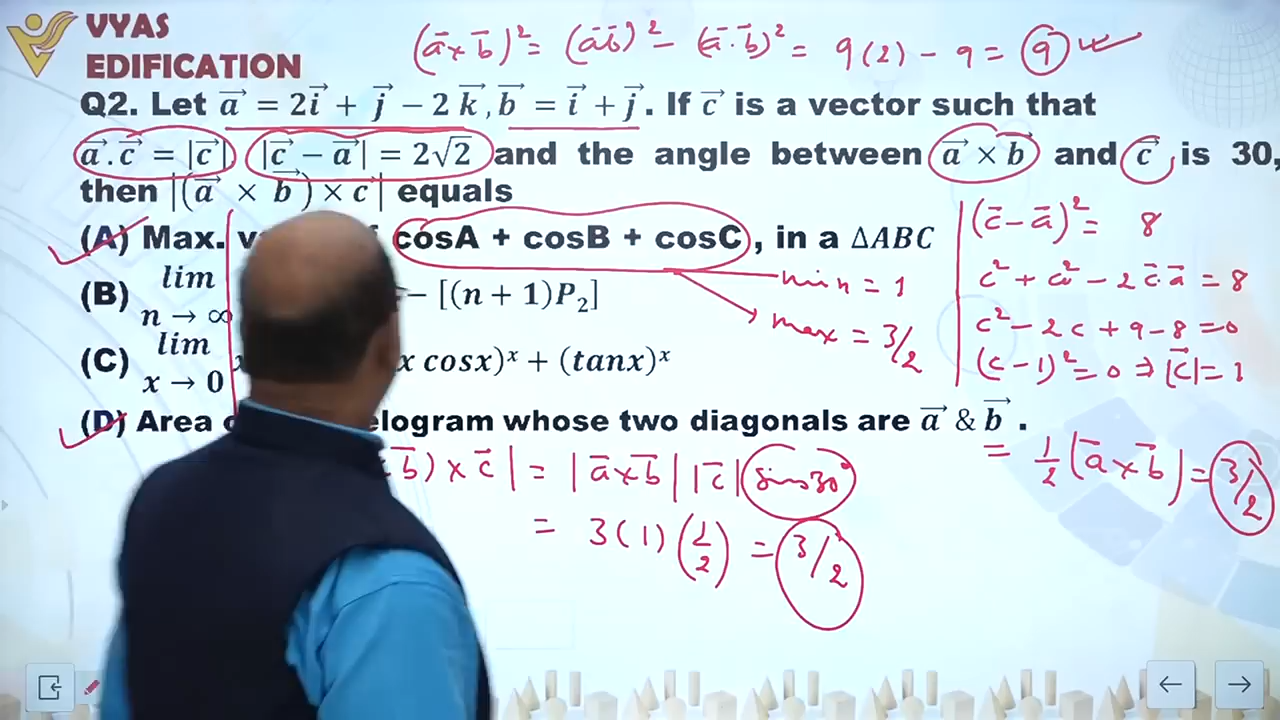 VYAS
EDIFICATION
(a̅×b̅)² = (a̅b̅)² − (a̅·b̅)² = 9(2) − 9 = 9
Q2. Let a⃗ = 2i⃗ + j⃗ − 2 k⃗, b⃗ = i⃗ + j⃗. If c⃗ is a vector such that
a⃗.c⃗ = |c⃗| |c⃗ − a⃗| = 2√2 and the angle between a⃗ × b⃗ and c⃗ is 30,
then |(a⃗ × b⃗) × c| equals
(A) Max. cosA + cosB + cosC, in a ΔABC
(B) lim n → ∞ − [(n + 1)P₂]
(C) lim x → 0 x cosx)ˣ + (tanx)ˣ
(D) Area whose two diagonals are a⃗ & b⃗ .
min = 1
max = 3/2
(c̅−a̅)² = 8
c² + a² − 2c̅·a̅ = 8
c² − 2c + 9 − 8 = 0
(c−1)² = 0 ⇒ |c⃗| = 1
= 1/2 |a̅×b̅| = 3/2
b̅) × c̅| = |a̅×b̅| |c̅| sin30°
= 3(1)(1/2) = 3/2